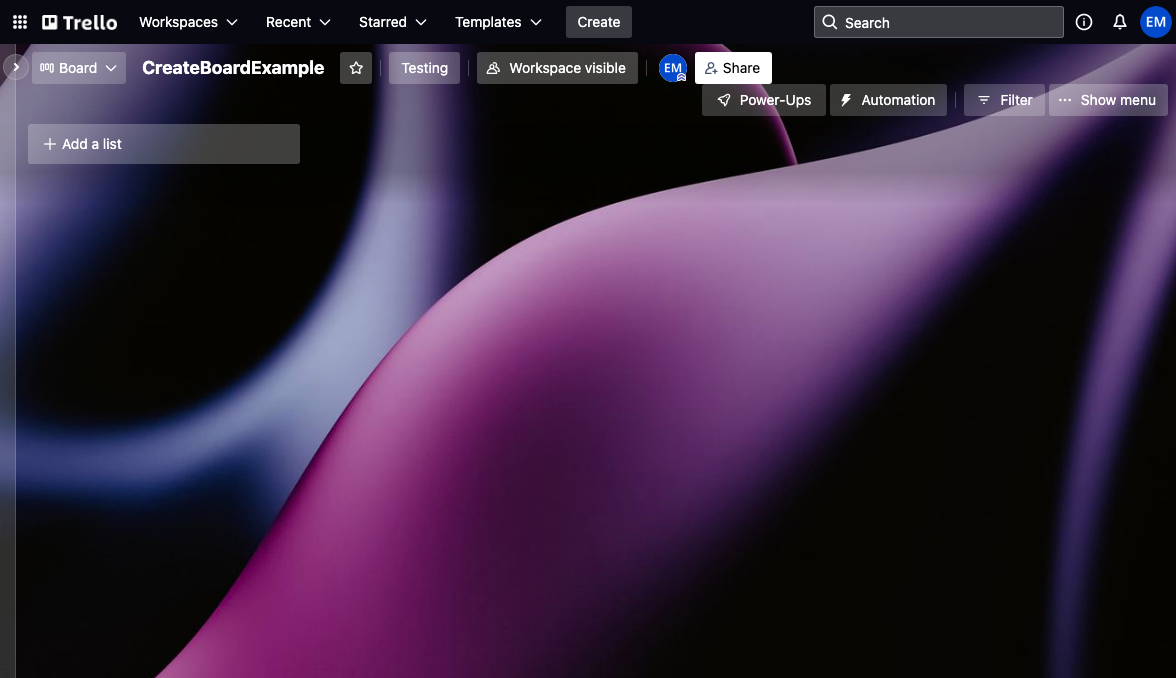 Trello Workspaces Recent Starred Templates Create Search EM
Board CreateBoardExample Testing Workspace visible EM Share
Power-Ups Automation Filter Show menu
Add a list